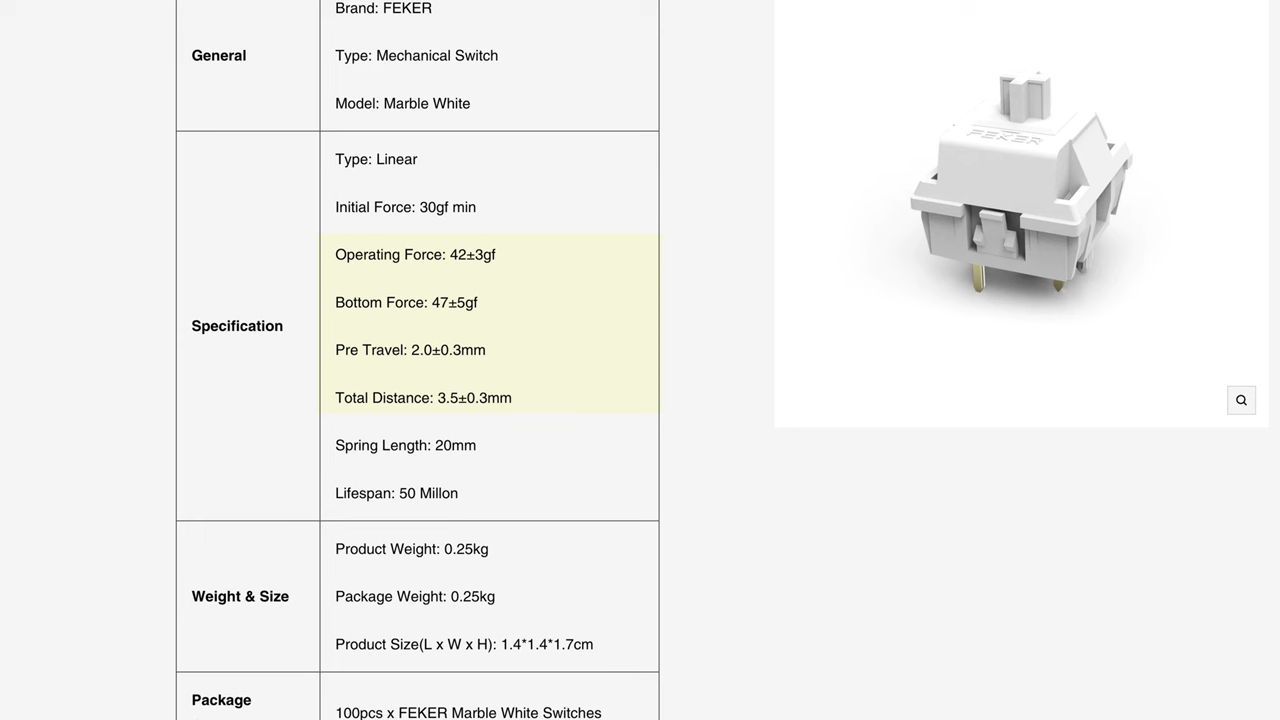 Brand: FEKER
General
Type: Mechanical Switch
Model: Marble White
Type: Linear
Initial Force: 30gf min
Operating Force: 42±3gf
Bottom Force: 47±5gf
Specification
Pre Travel: 2.0±0.3mm
Total Distance: 3.5±0.3mm
Spring Length: 20mm
Lifespan: 50 Millon
Product Weight: 0.25kg
Weight & Size
Package Weight: 0.25kg
Product Size(L x W x H): 1.4*1.4*1.7cm
Package
100pcs x FEKER Marble White Switches
FEKER